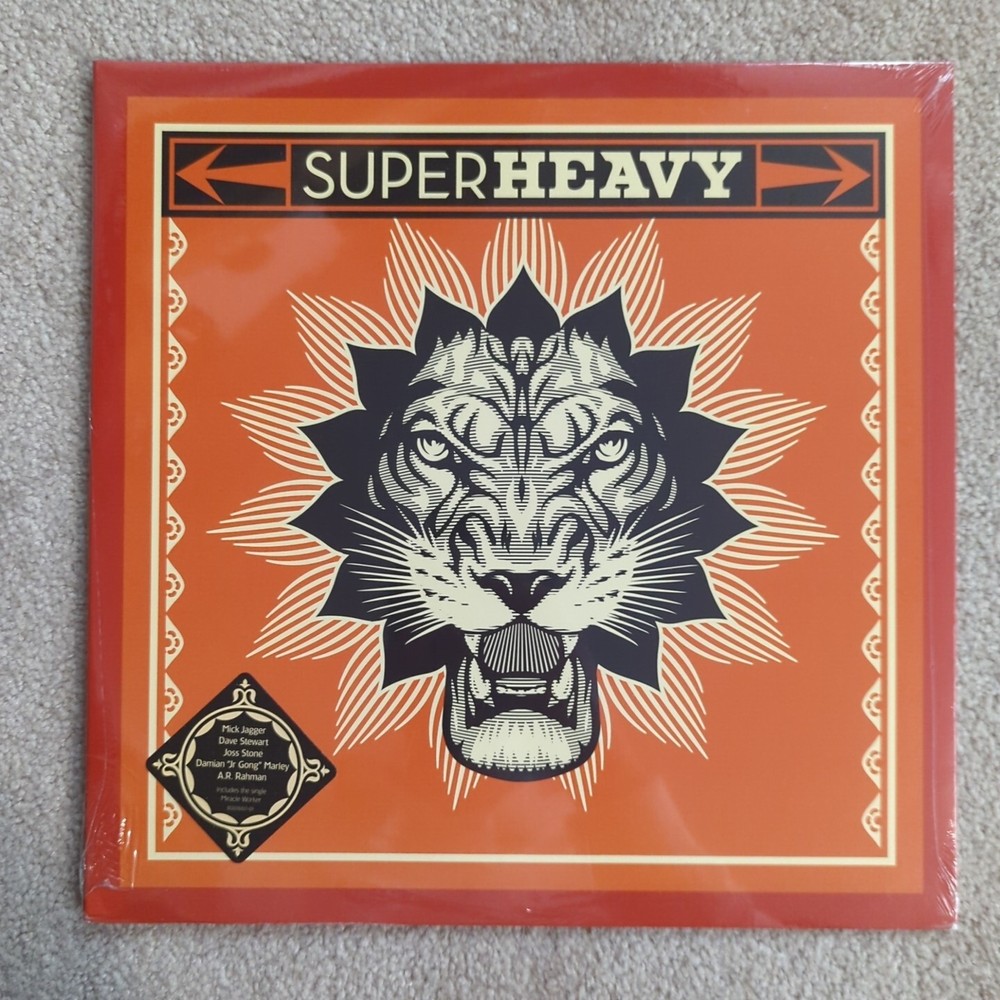 SUPERHEAVY
Mick Jagger
Dave Stewart
Joss Stone
Damian "Jr Gong" Marley
A.R. Rahman
Includes the single
Miracle Worker